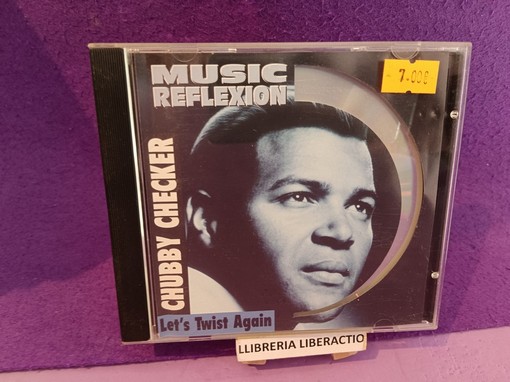 MUSIC
REFLEXION
7.00€
CHUBBY CHECKER
Let's Twist Again
LLIBRERIA LIBERACTIO